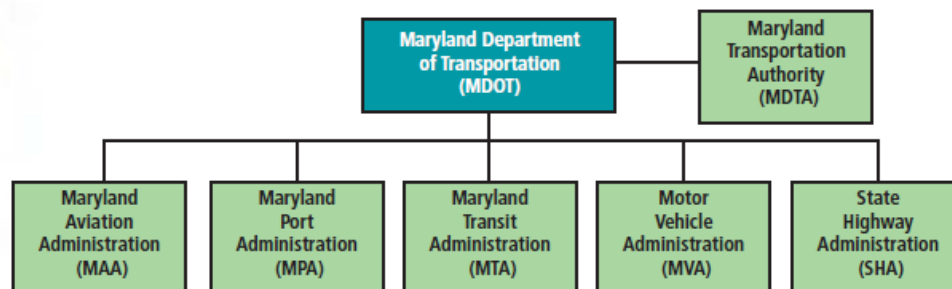 Maryland Department
of Transportation
(MDOT)
Maryland
Transportation
Authority
(MDTA)
Maryland
Aviation
Administration
(MAA)
Maryland
Port
Administration
(MPA)
Maryland
Transit
Administration
(MTA)
Motor
Vehicle
Administration
(MVA)
State
Highway
Administration
(SHA)